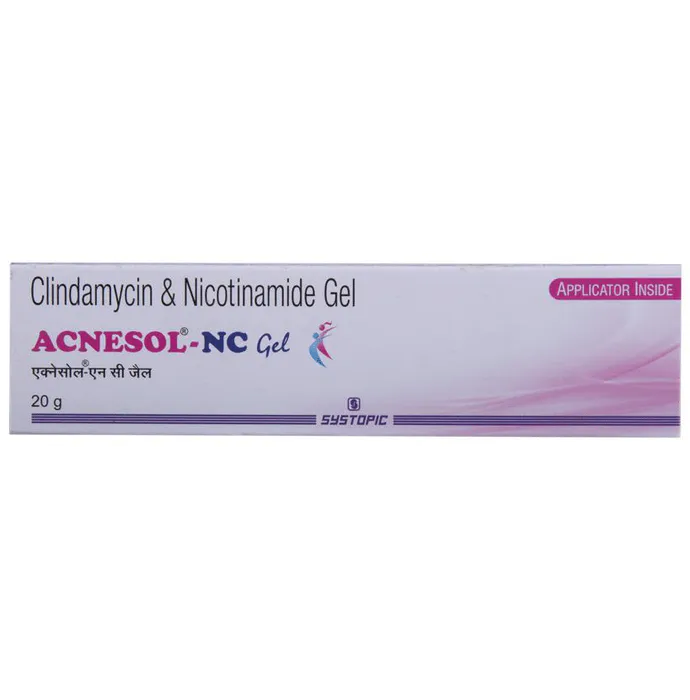 Clindamycin & Nicotinamide Gel
APPLICATOR INSIDE
ACNESOL®-NC Gel
एक्नेसोल®एन सी जैल
20 g
SYSTOPIC